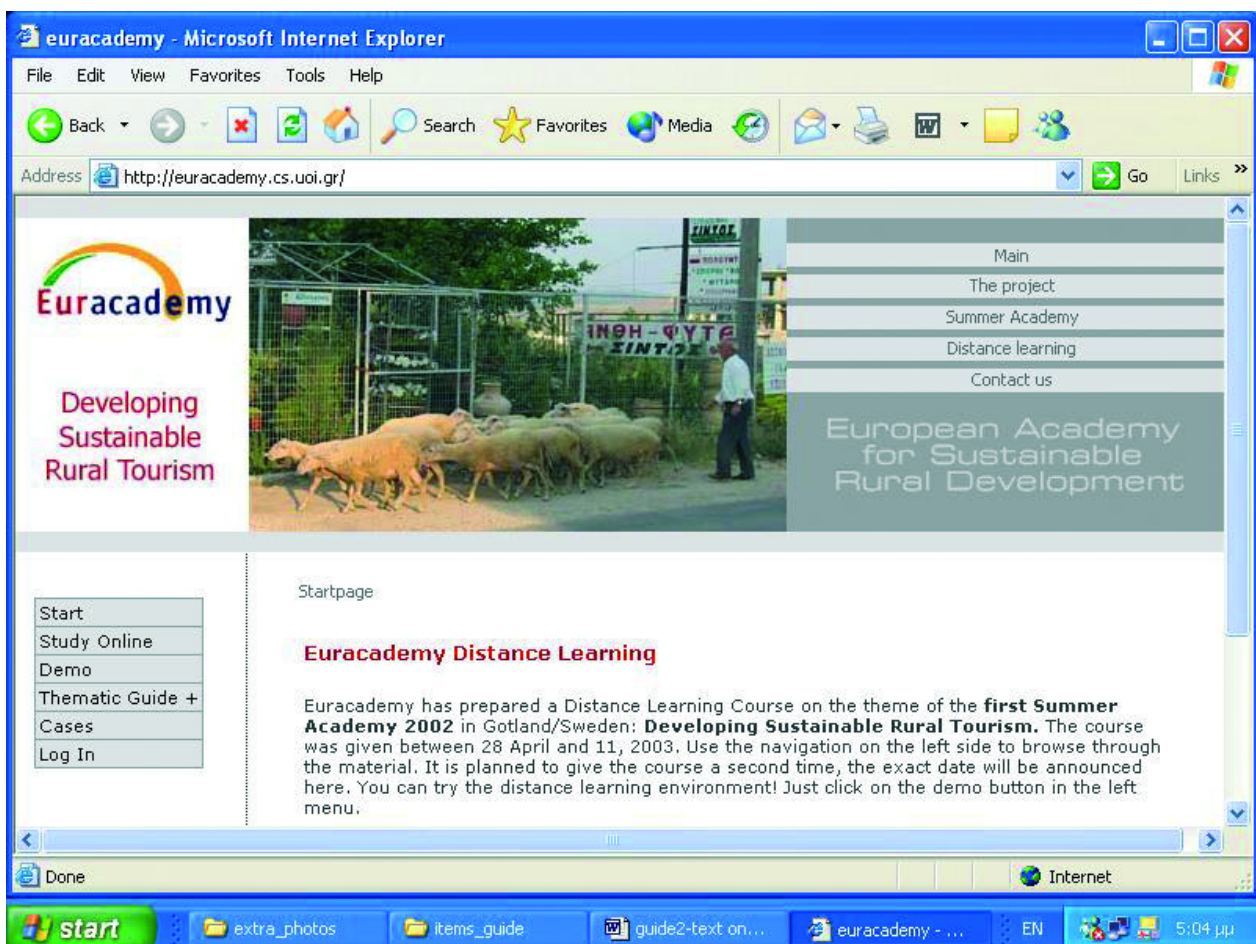 euracademy - Microsoft Internet Explorer
File Edit View Favorites Tools Help
Back Search Favorites Media
Address http://euracademy.cs.uoi.gr/ Go Links »
Euracademy
Developing
Sustainable
Rural Tourism
ΣΙΝΤΟΣ
ΑΝΘΗ-ΦΥΤΑ
ΣΙΝΤΟΣ
Main
The project
Summer Academy
Distance learning
Contact us
European Academy
for Sustainable
Rural Development
Start
Study Online
Demo
Thematic Guide +
Cases
Log In
Startpage
Euracademy Distance Learning
Euracademy has prepared a Distance Learning Course on the theme of the first Summer
Academy 2002 in Gotland/Sweden: Developing Sustainable Rural Tourism. The course
was given between 28 April and 11, 2003. Use the navigation on the left side to browse through
the material. It is planned to give the course a second time, the exact date will be announced
here. You can try the distance learning environment! Just click on the demo button in the left
menu.
Done Internet
start extra_photos items_guide guide2-text on... euracademy - ... EN 5:04 μμ